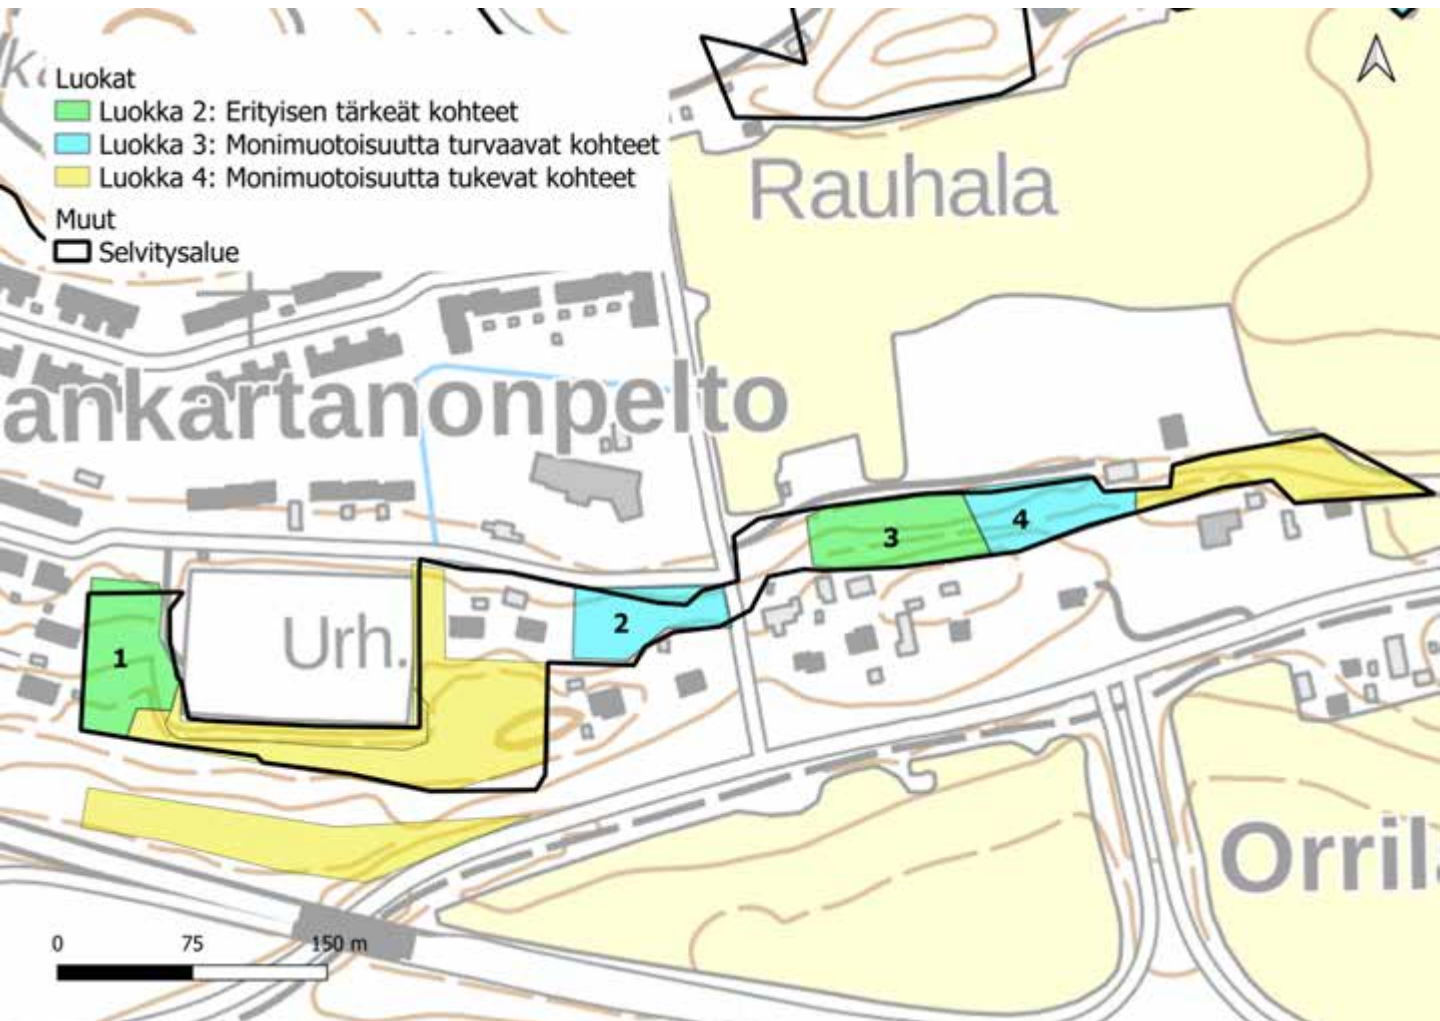 Luokat
Luokka 2: Erityisen tärkeät kohteet
Luokka 3: Monimuotoisuutta turvaavat kohteet
Luokka 4: Monimuotoisuutta tukevat kohteet
Muut
Selvitysalue
Rauhala
ankartanonpelto
3
4
Urh.
2
1
Orril
0 75 150 m